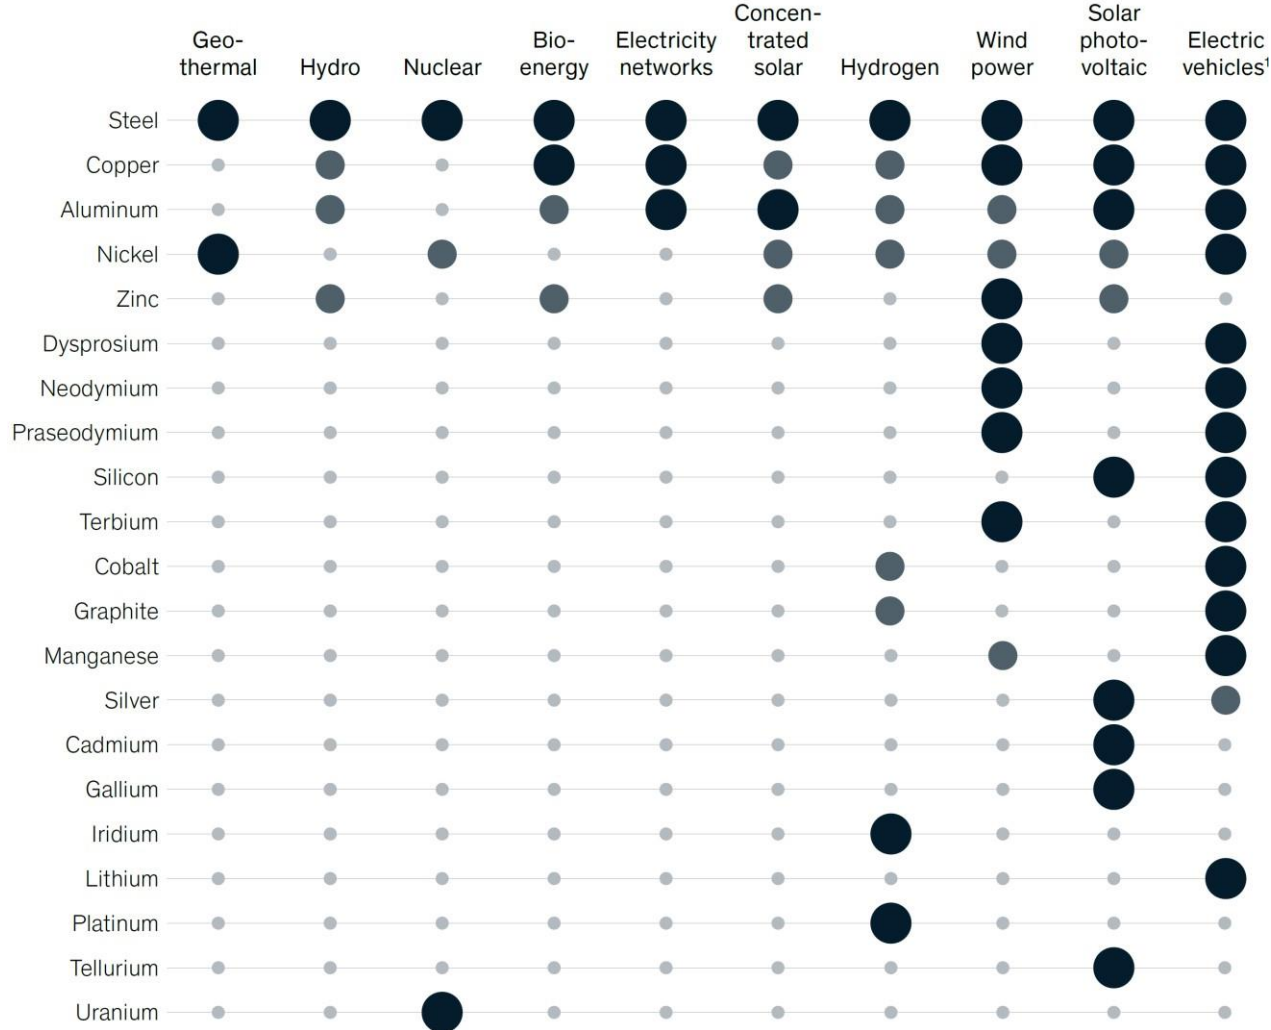 Concen-
Solar
Geo-
Bio-
Electricity
trated
Wind
photo-
Electric
thermal
Hydro
Nuclear
energy
networks
solar
Hydrogen
power
voltaic
vehicles¹
Steel
Copper
Aluminum
Nickel
Zinc
Dysprosium
Neodymium
Praseodymium
Silicon
Terbium
Cobalt
Graphite
Manganese
Silver
Cadmium
Gallium
Iridium
Lithium
Platinum
Tellurium
Uranium